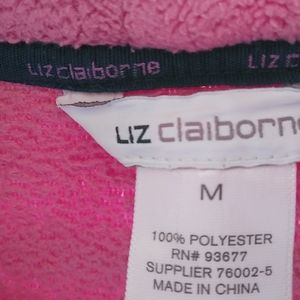 LIZ claiborne
LIZ C
LIZ claiborne
M
100% POLYESTER
RN# 93677
SUPPLIER 76002-5
MADE IN CHINA